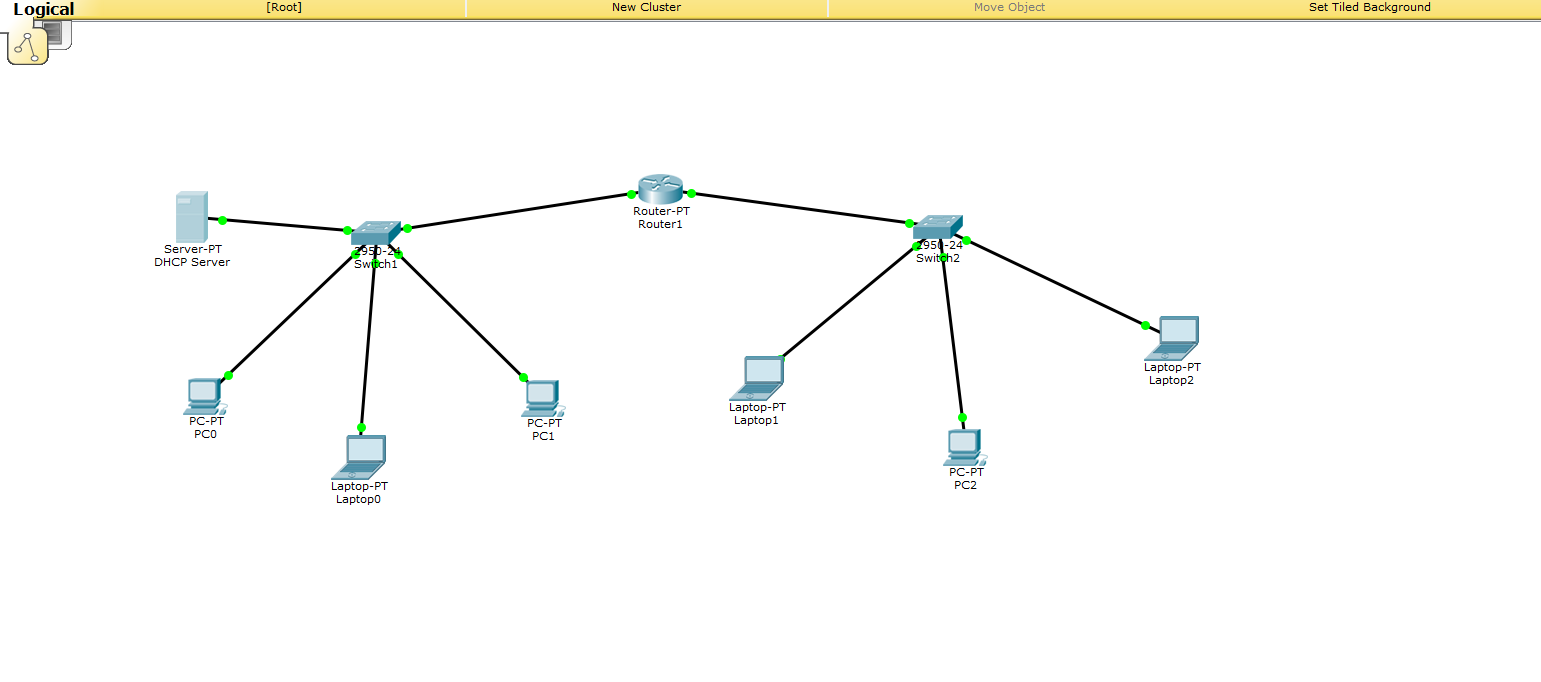 Logical
[Root]
New Cluster
Move Object
Set Tiled Background
Router-PT
Router1
Server-PT
DHCP Server
2950-24
Switch1
2950-24
Switch2
PC-PT
PC0
Laptop-PT
Laptop0
PC-PT
PC1
Laptop-PT
Laptop1
PC-PT
PC2
Laptop-PT
Laptop2